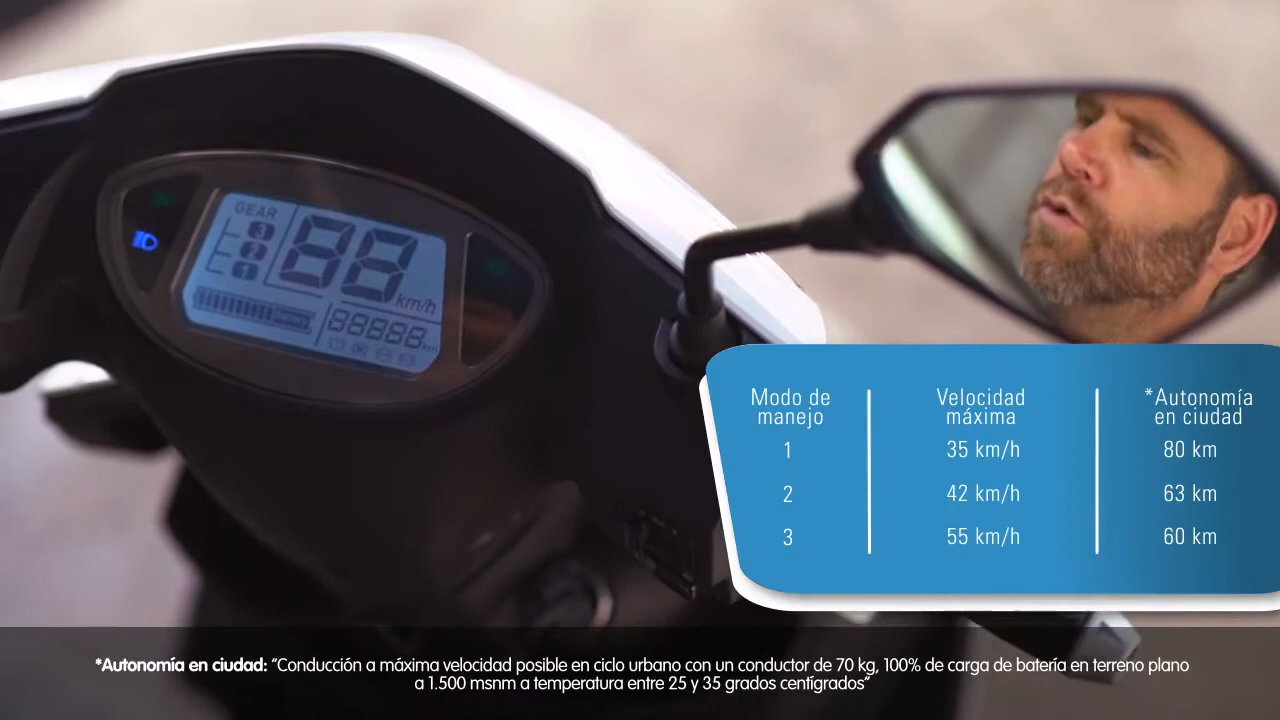 GEAR
3
2
1
88
km/h
88888
km
Modo de
manejo
Velocidad
máxima
*Autonomía
en ciudad
1
35 km/h
80 km
2
42 km/h
63 km
3
55 km/h
60 km
*Autonomía en ciudad: “Conducción a máxima velocidad posible en ciclo urbano con un conductor de 70 kg, 100% de carga de batería en terreno plano
a 1.500 msnm a temperatura entre 25 y 35 grados centígrados”